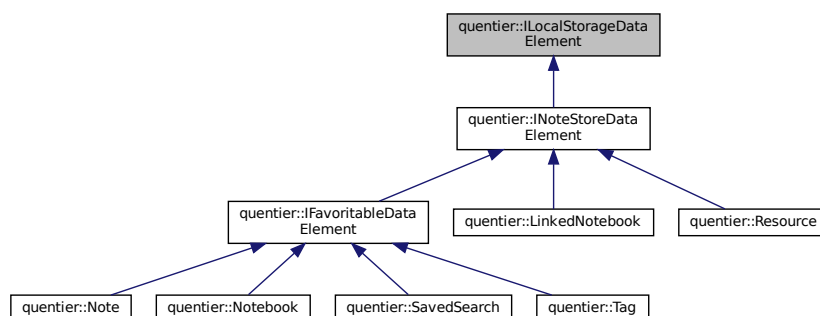 quentier::ILocalStorageData
Element
quentier::INoteStoreData
Element
quentier::IFavoritableData
Element
quentier::LinkedNotebook
quentier::Resource
quentier::Note
quentier::Notebook
quentier::SavedSearch
quentier::Tag